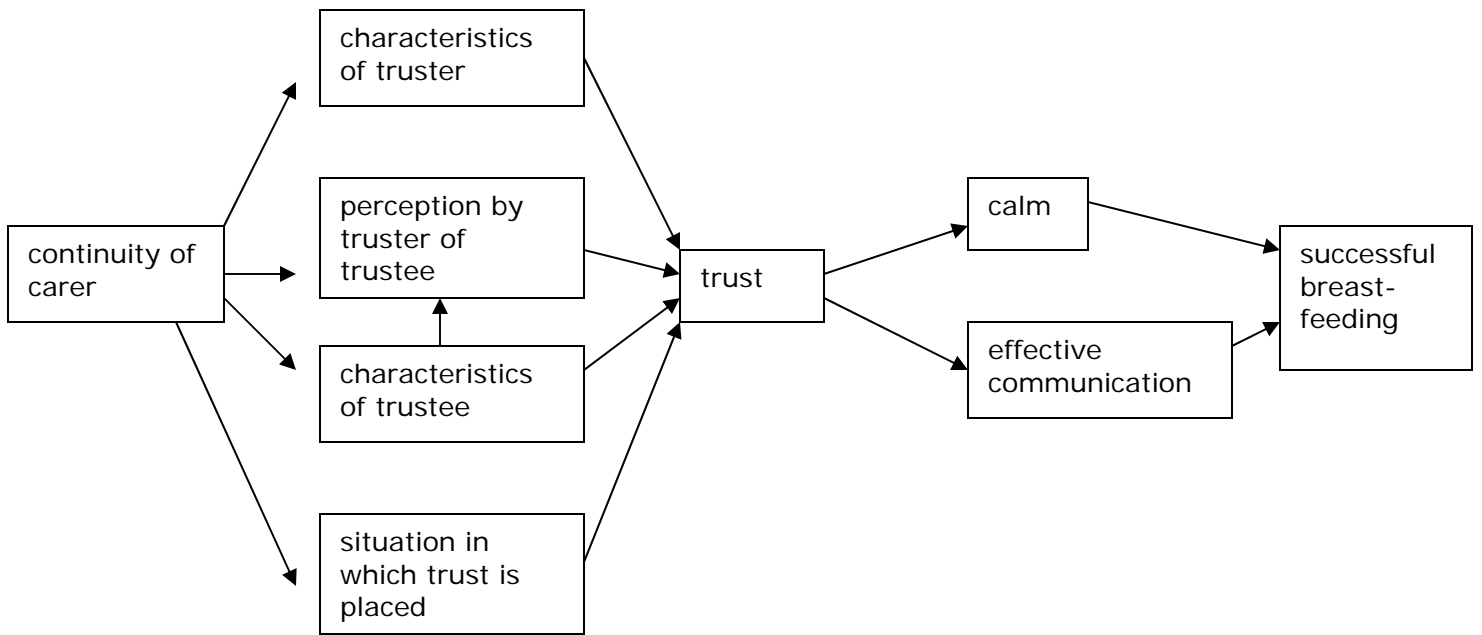 characteristics
of truster
perception by
truster of
trustee
continuity of
carer
characteristics
of trustee
situation in
which trust is
placed
trust
calm
effective
communication
successful
breast-
feeding